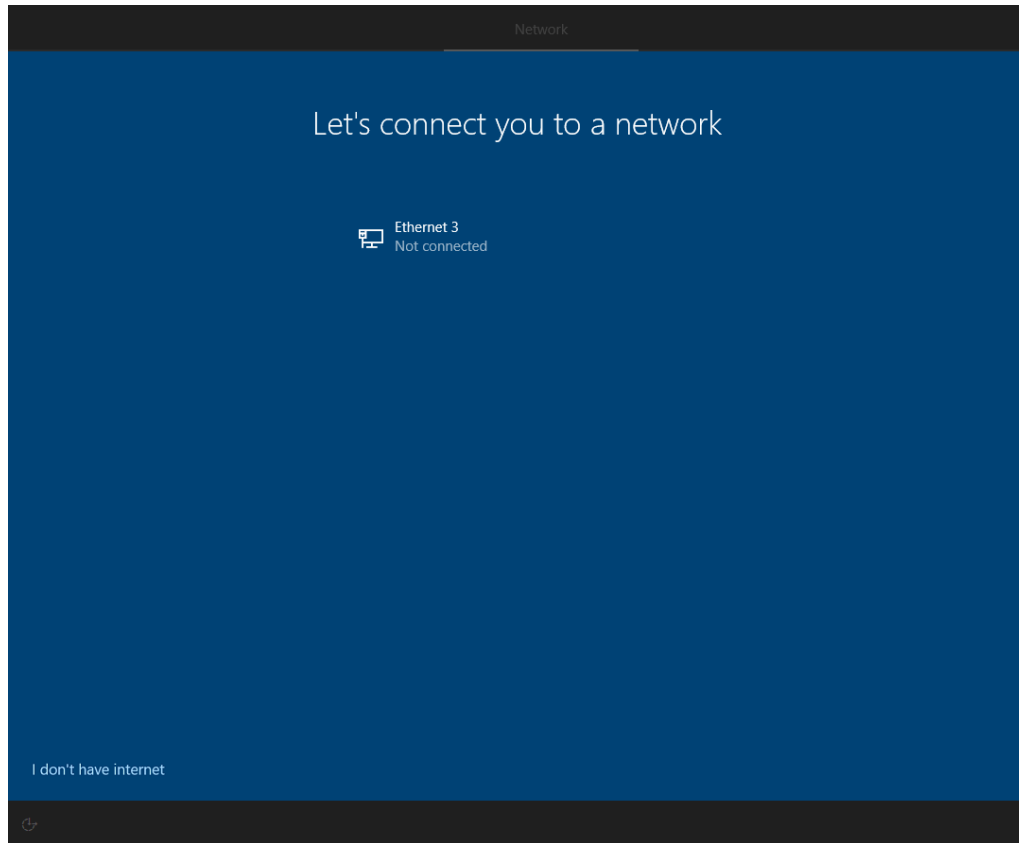 Network
Let's connect you to a network
Ethernet 3
Not connected
I don't have internet